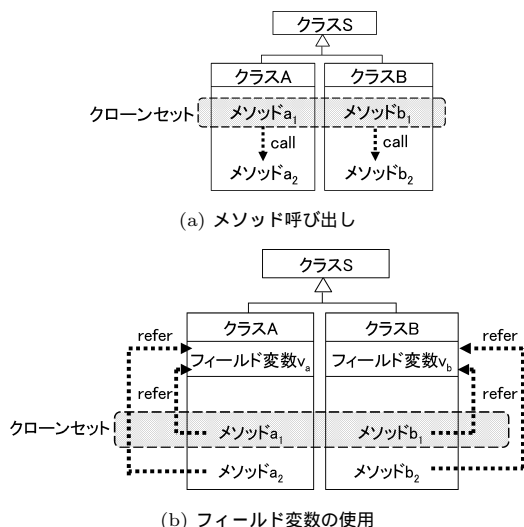 クラスS
クラスA クラスB
クローンセット メソッドa₁ メソッドb₁
call call
メソッドa₂ メソッドb₂
(a) メソッド呼び出し
クラスS
refer クラスA クラスB refer
フィールド変数vₐ フィールド変数v_b
refer refer
クローンセット メソッドa₁ メソッドb₁
メソッドa₂ メソッドb₂
(b) フィールド変数の使用